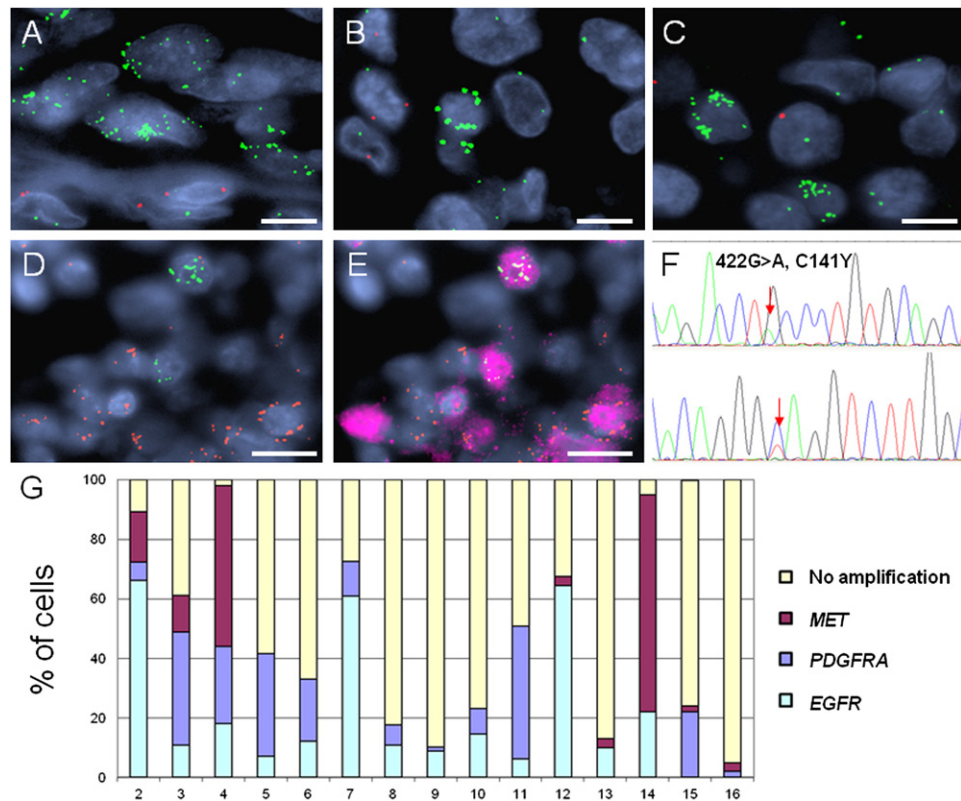 A
B
C
D
E
F
422G>A, C141Y
G
% of cells
100
80
60
40
20
0
2 3 4 5 6 7 8 9 10 11 12 13 14 15 16
No amplification
MET
PDGFRA
EGFR